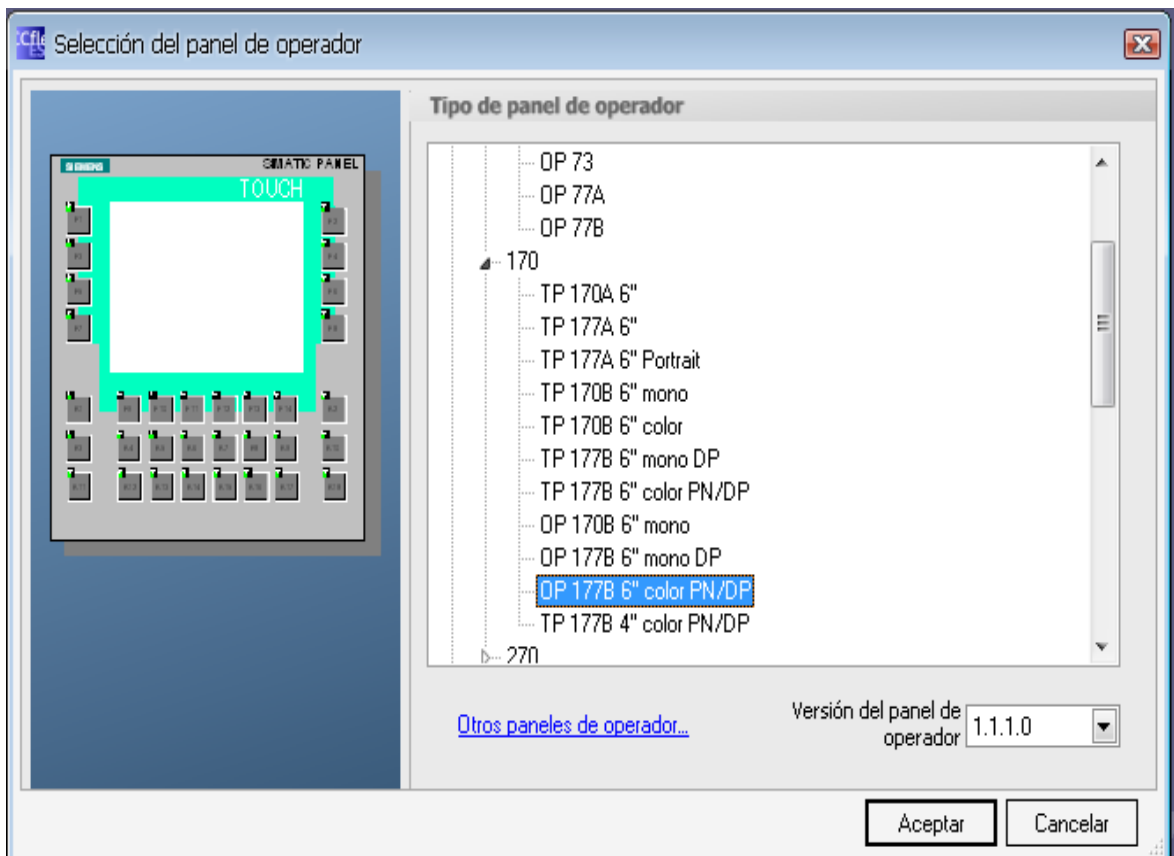 Selección del panel de operador
Tipo de panel de operador
SIEMENS
SIMATIC PANEL
TOUCH
OP 73
OP 77A
OP 77B
170
TP 170A 6"
TP 177A 6"
TP 177A 6" Portrait
TP 170B 6" mono
TP 170B 6" color
TP 177B 6" mono DP
TP 177B 6" color PN/DP
OP 170B 6" mono
OP 177B 6" mono DP
OP 177B 6" color PN/DP
TP 177B 4" color PN/DP
270
Otros paneles de operador...
Versión del panel de
operador
1.1.1.0
Aceptar
Cancelar